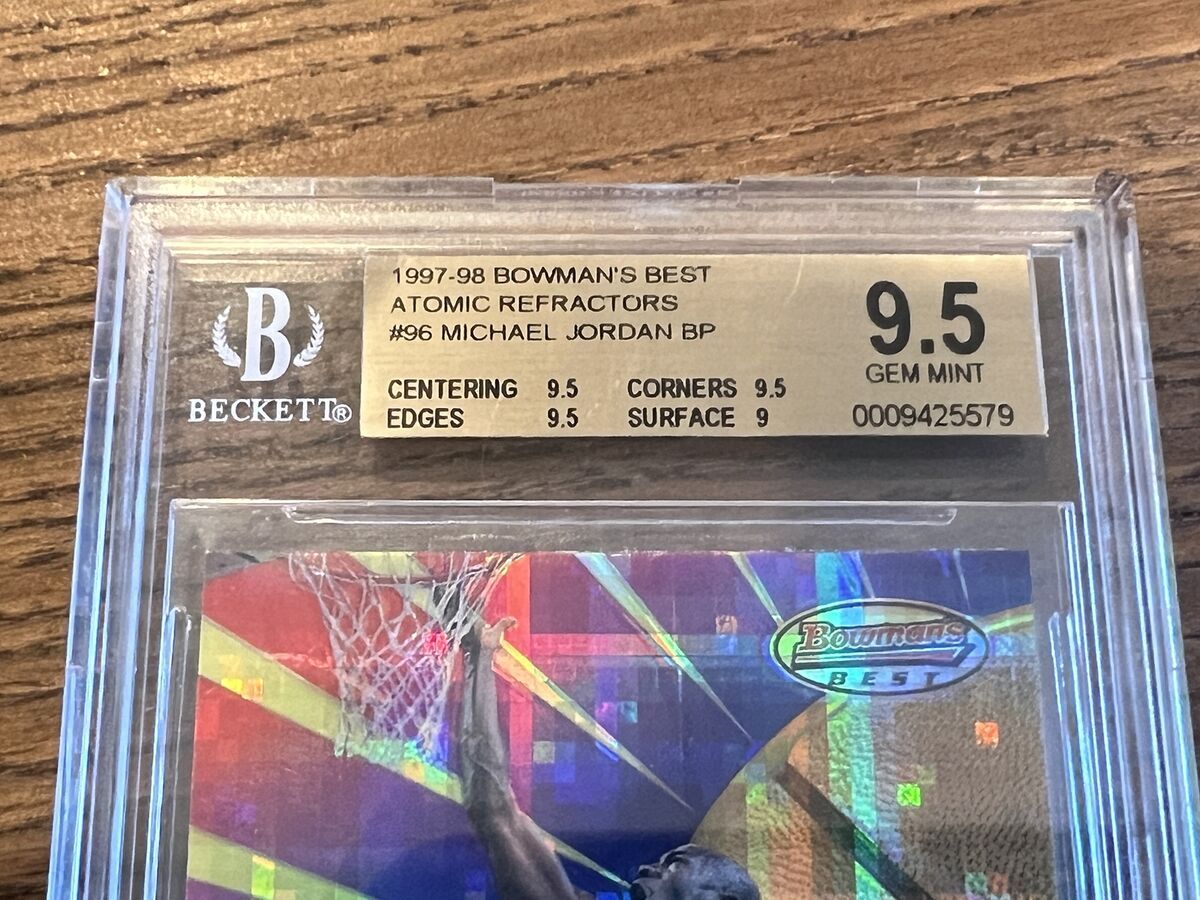 1997-98 BOWMAN'S BEST
ATOMIC REFRACTORS
#96 MICHAEL JORDAN BP
9.5
GEM MINT
CENTERING 9.5 CORNERS 9.5
EDGES 9.5 SURFACE 9
0009425579
B
BECKETT®
Bowman's
BEST